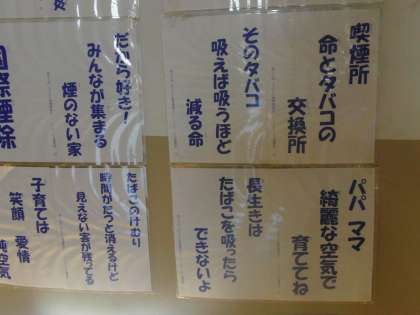 喫煙所
命とタバコの
交換所
そのタバコ
吸えば吸うほど
減る命
だから好き！
みんなが集まる
煙のない家
パパ ママ
綺麗な空気で
育ててね
長生きは
たばこを吸ったら
できないよ
たばこのけむり
時間がたつと消えるけど
見えない害が残ってる
子育ては
笑顔 愛情
純空気